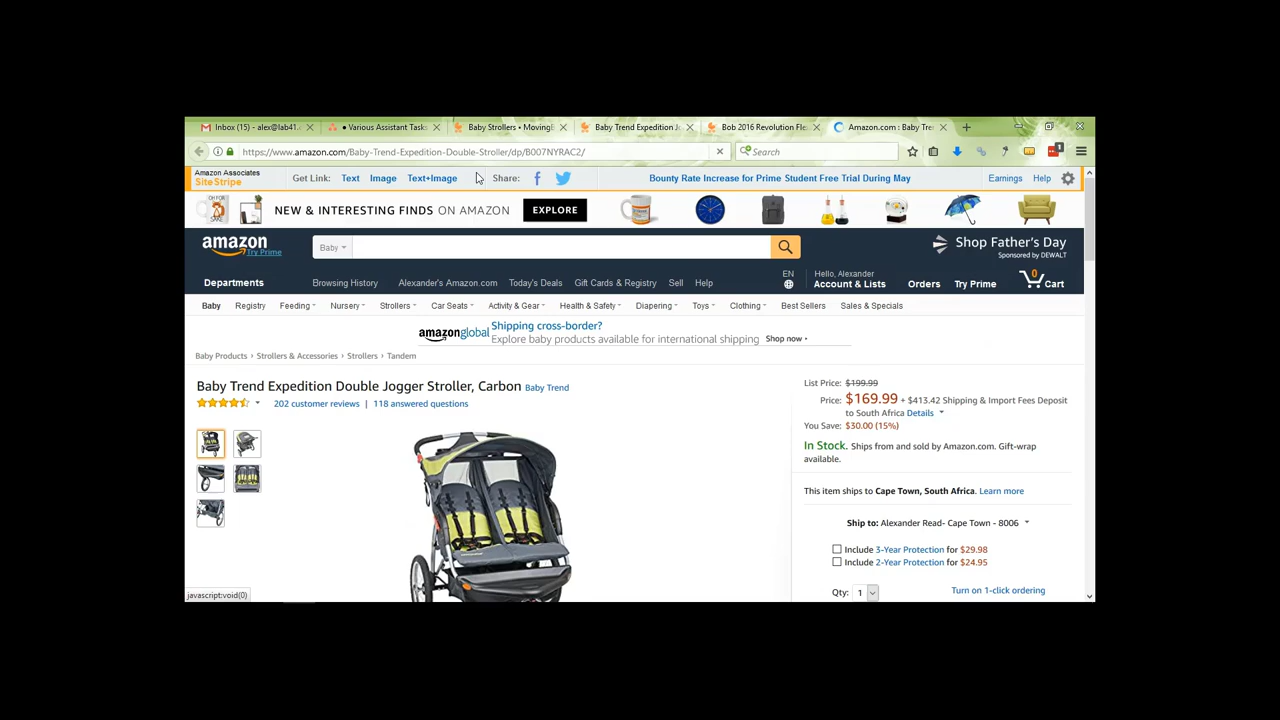 Inbox (15) - alex@lab41.
• Various Assistant Tasks
Baby Strollers • MovingB
Baby Trend Expedition Jo
Bob 2016 Revolution Fle
Amazon.com : Baby Tre
https://www.amazon.com/Baby-Trend-Expedition-Double-Stroller/dp/B007NYRAC2/
Search
1
Amazon Associates
SiteStripe
Get Link:
Text
Image
Text+Image
Share:
Bounty Rate Increase for Prime Student Free Trial During May
Earnings
Help
NEW & INTERESTING FINDS ON AMAZON
EXPLORE
amazon
Try Prime
Baby
Shop Father's Day
Sponsored by DEWALT
Departments
Browsing History
Alexander's Amazon.com
Today's Deals
Gift Cards & Registry
Sell
Help
EN
Hello, Alexander
Account & Lists
Orders
Try Prime
0
Cart
Baby
Registry
Feeding
Nursery
Strollers
Car Seats
Activity & Gear
Health & Safety
Diapering
Toys
Clothing
Best Sellers
Sales & Specials
amazonglobal
Shipping cross-border?
Explore baby products available for international shipping
Shop now ›
Baby Products › Strollers & Accessories › Strollers › Tandem
Baby Trend Expedition Double Jogger Stroller, Carbon Baby Trend
202 customer reviews | 118 answered questions
List Price: $199.99
Price: $169.99 + $413.42 Shipping & Import Fees Deposit
to South Africa Details
You Save: $30.00 (15%)
In Stock. Ships from and sold by Amazon.com. Gift-wrap
available.
This item ships to Cape Town, South Africa. Learn more
Ship to: Alexander Read- Cape Town - 8006
Include 3-Year Protection for $29.98
Include 2-Year Protection for $24.95
Qty: 1
Turn on 1-click ordering
javascript:void(0)